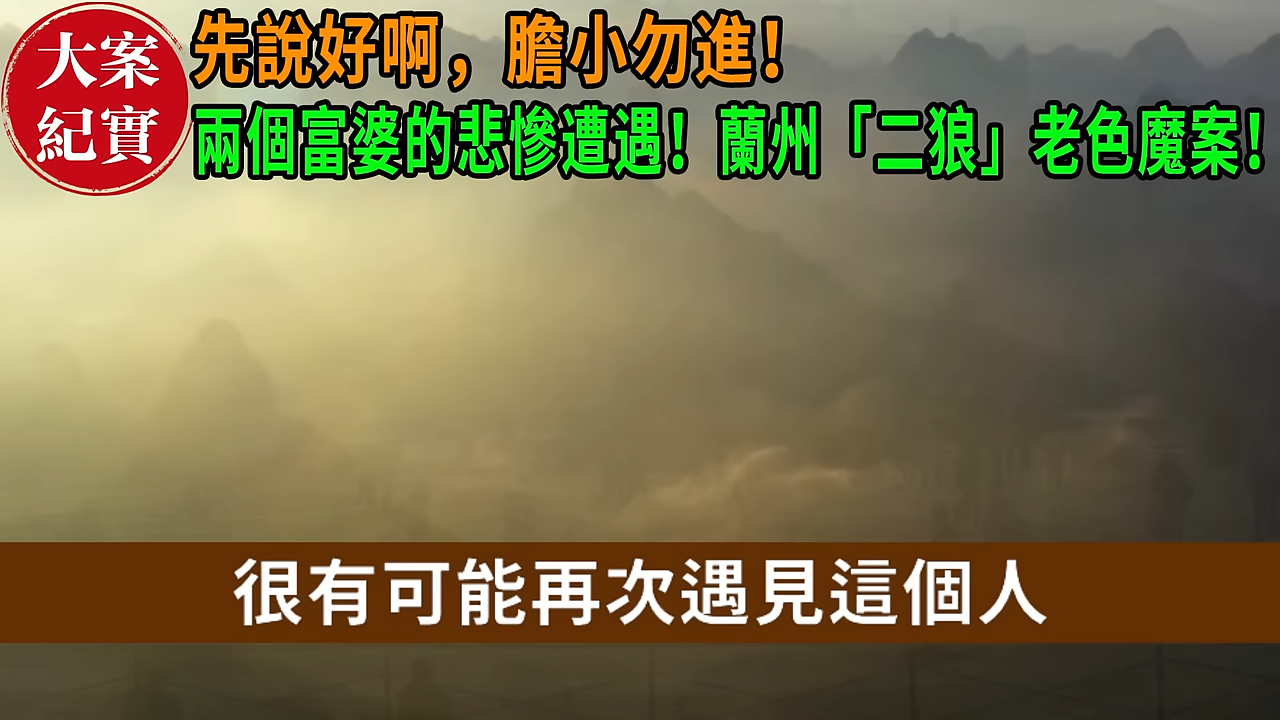 大案
紀實
先說好啊，膽小勿進！
兩個富婆的悲慘遭遇！蘭州「二狼」老色魔案！
很有可能再次遇見這個人